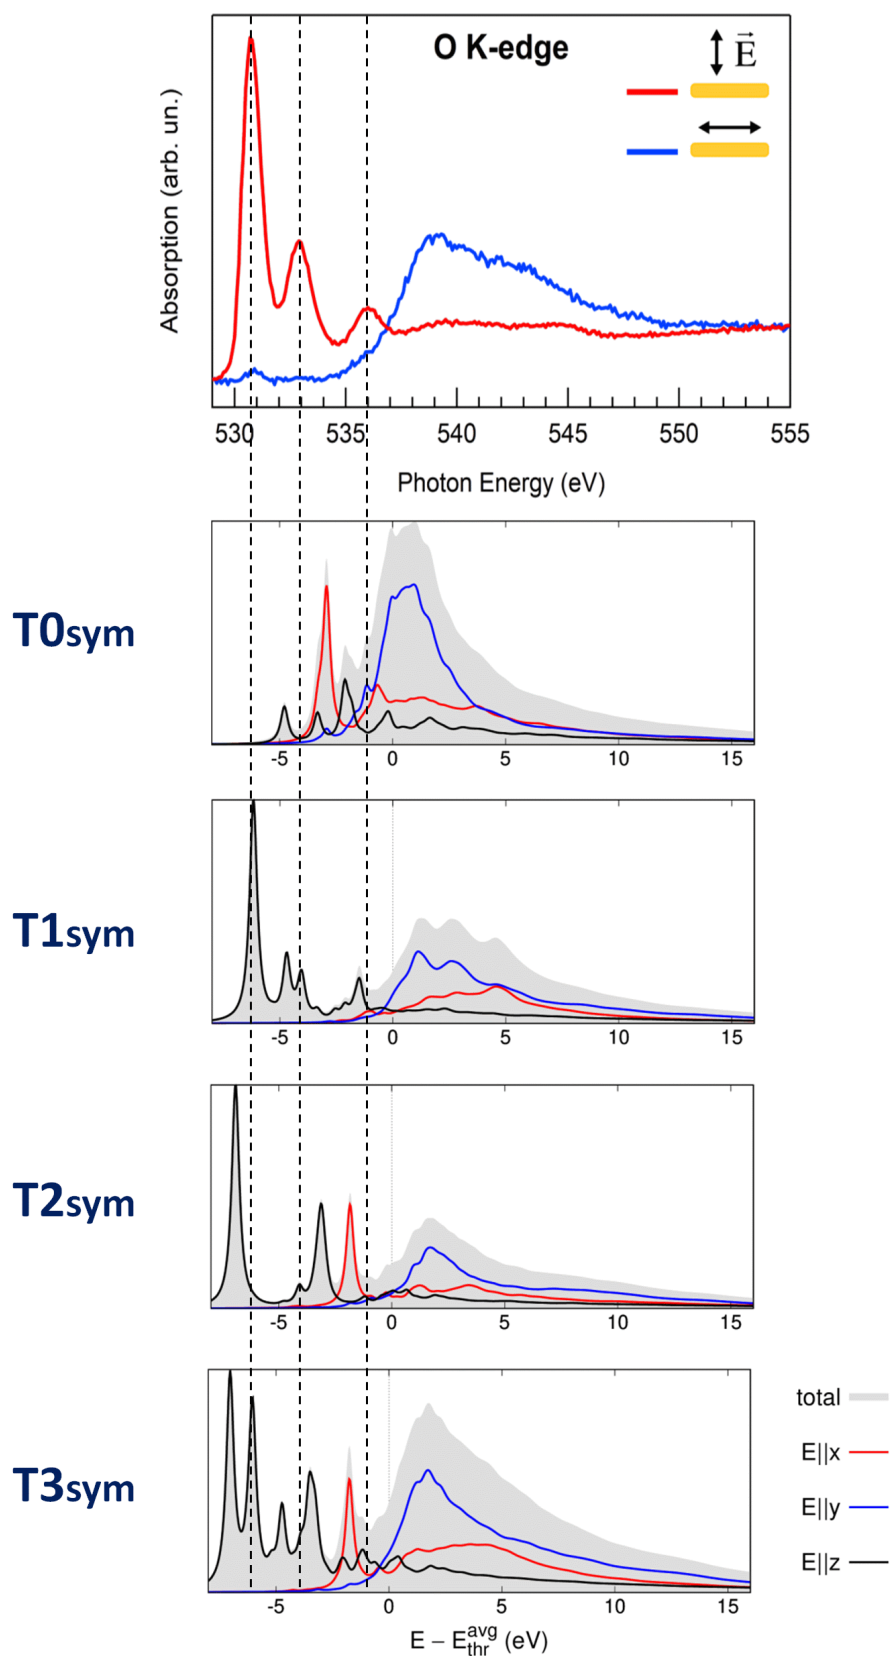 O K-edge
E
Absorption (arb. un.)
530 535 540 545 550 555
Photon Energy (eV)
T0sym
-5 0 5 10 15
T1sym
-5 0 5 10 15
T2sym
-5 0 5 10 15
T3sym
total
E||x
E||y
E||z
-5 0 5 10 15
E − E avg thr (eV)